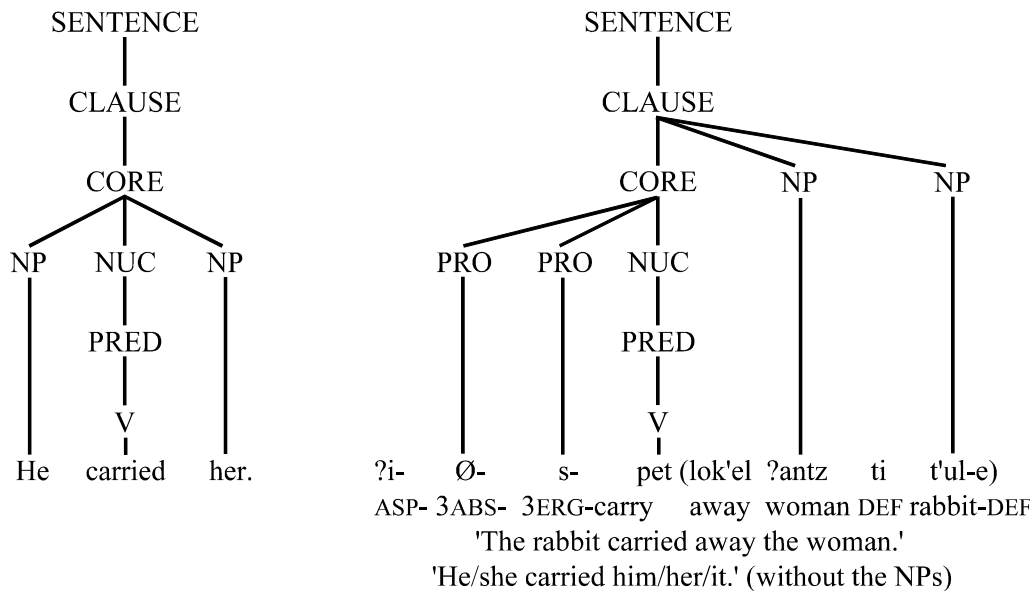 SENTENCE SENTENCE
CLAUSE CLAUSE
CORE CORE NP NP
NP NUC NP PRO PRO NUC
PRED PRED
V V
He carried her. ?i- Ø- s- pet (lok'el ?antz ti t'ul-e)
ASP- 3ABS- 3ERG-carry away woman DEF rabbit-DEF
'The rabbit carried away the woman.'
'He/she carried him/her/it.' (without the NPs)